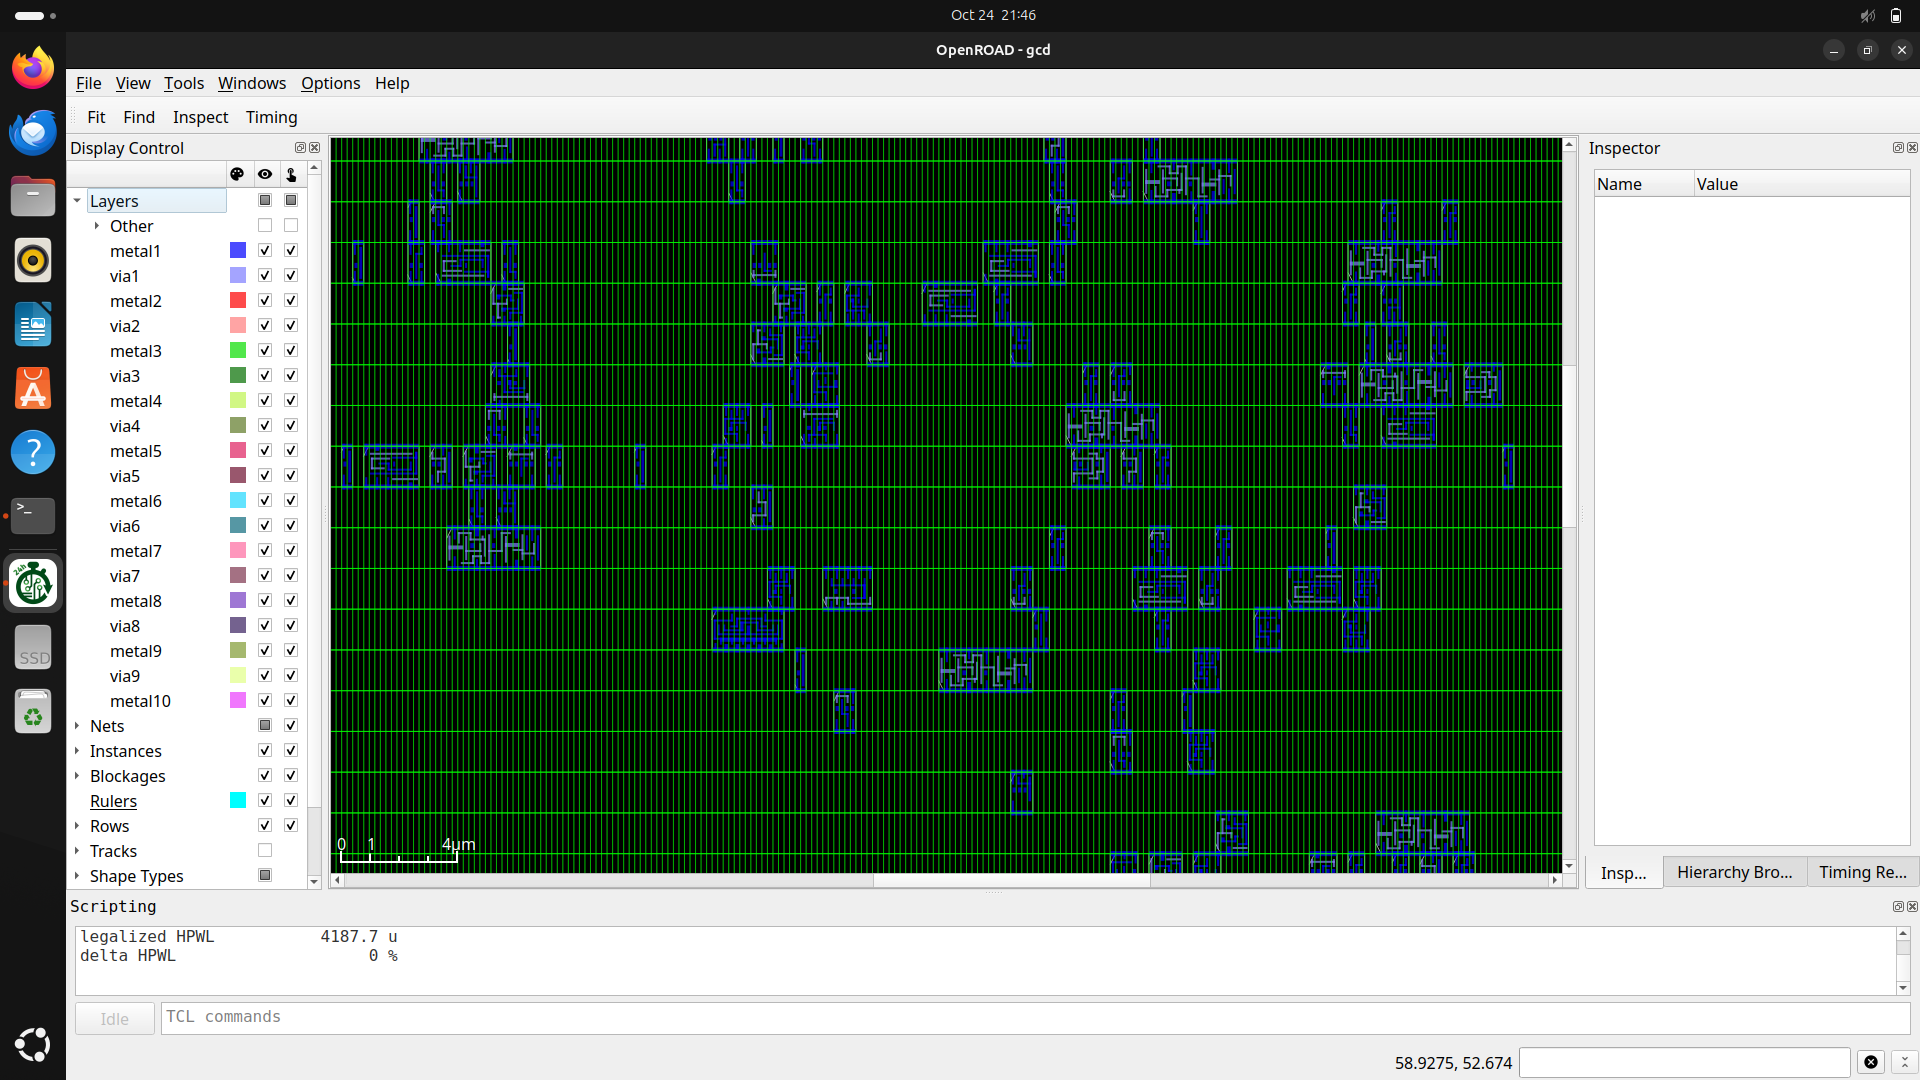 Oct 24 21:46
OpenROAD - gcd
File View Tools Windows Options Help
Fit Find Inspect Timing
Display Control
Layers
Other
metal1
via1
metal2
via2
metal3
via3
metal4
via4
metal5
via5
metal6
via6
metal7
via7
metal8
via8
metal9
via9
metal10
Nets
Instances
Blockages
Rulers
Rows
Tracks
Shape Types
0 1 4μm
Inspector
Name Value
Insp... Hierarchy Bro... Timing Re...
Scripting
legalized HPWL 4187.7 u
delta HPWL 0 %
Idle
TCL commands
58.9275, 52.674
SSD
24h